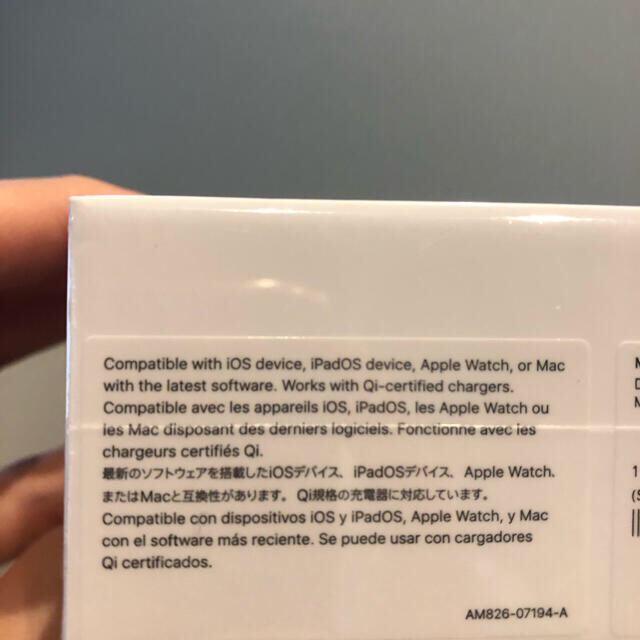 Compatible with iOS device, iPadOS device, Apple Watch, or Mac
with the latest software. Works with Qi-certified chargers.
Compatible avec les appareils iOS, iPadOS, les Apple Watch ou
les Mac disposant des derniers logiciels. Fonctionne avec les
chargeurs certifiés Qi.
最新のソフトウェアを搭載したiOSデバイス、iPadOSデバイス、Apple Watch、
またはMacと互換性があります。Qi規格の充電器に対応しています。
Compatible con dispositivos iOS y iPadOS, Apple Watch, y Mac
con el software más reciente. Se puede usar con cargadores
Qi certificados.
AM826-07194-A